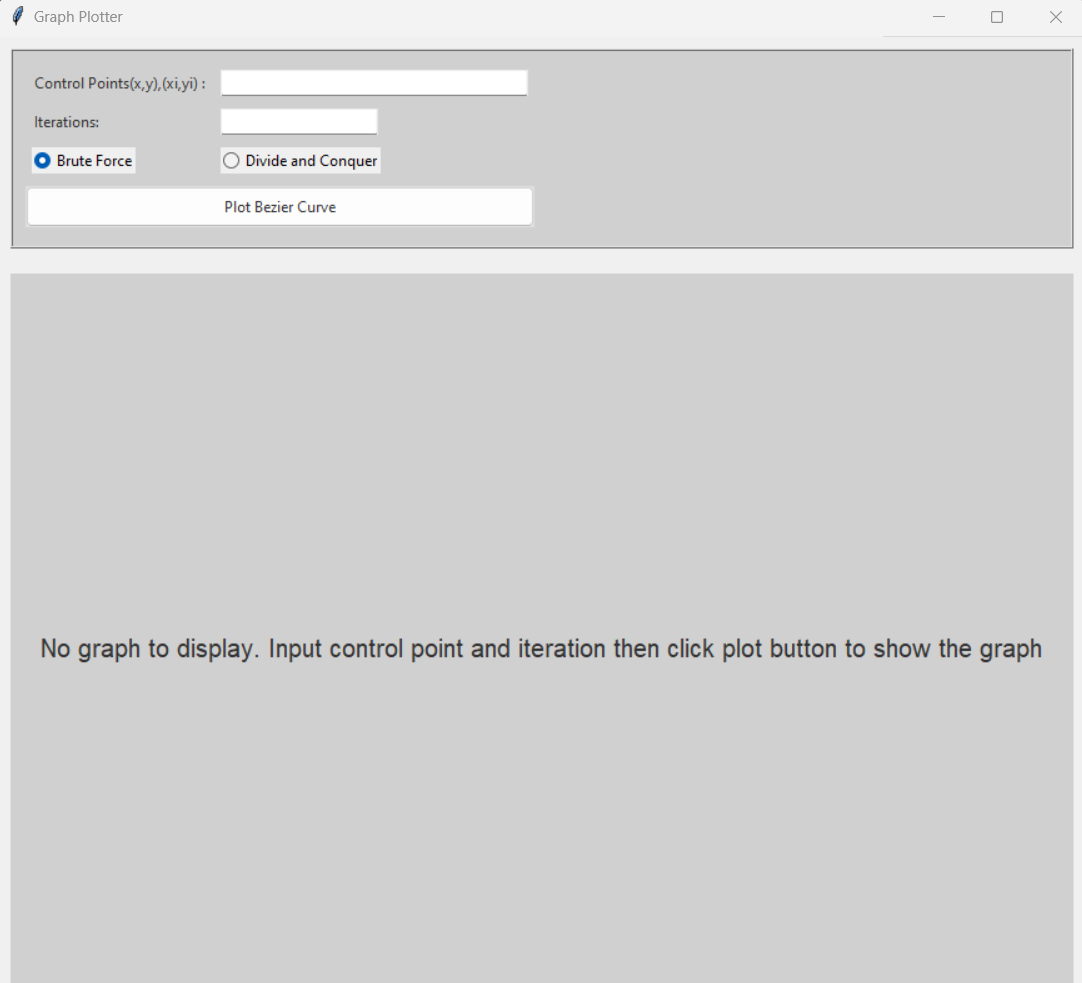 Graph Plotter
Control Points(x,y),(xi,yi) :
Iterations:
Brute Force
Divide and Conquer
Plot Bezier Curve
No graph to display. Input control point and iteration then click plot button to show the graph